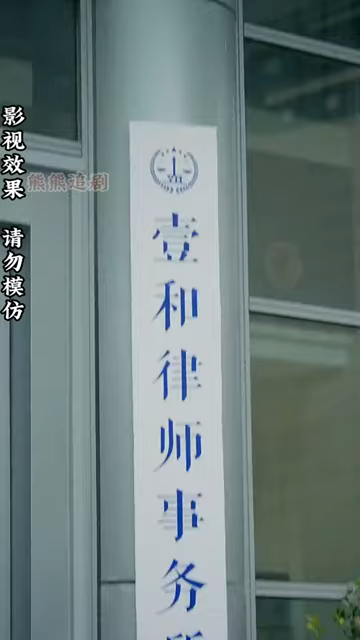 影视效果 请勿模仿
熊熊追剧
壹和律师事务所